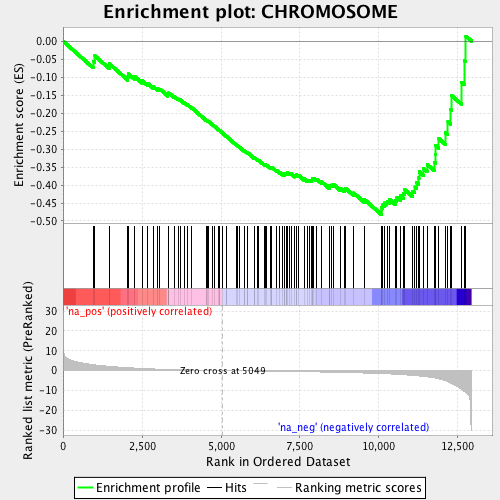 Enrichment plot: CHROMOSOME
Enrichment score (ES)
0.00
-0.05
-0.10
-0.15
-0.20
-0.25
-0.30
-0.35
-0.40
-0.45
-0.50
'na_pos' (positively correlated)
Ranked list metric (PreRanked)
30
20
10
0
-10
-20
-30
Zero cross at 5049
'na_neg' (negatively correlated)
0
2,500
5,000
7,500
10,000
12,500
Rank in Ordered Dataset
Enrichment profile
Hits
Ranking metric scores